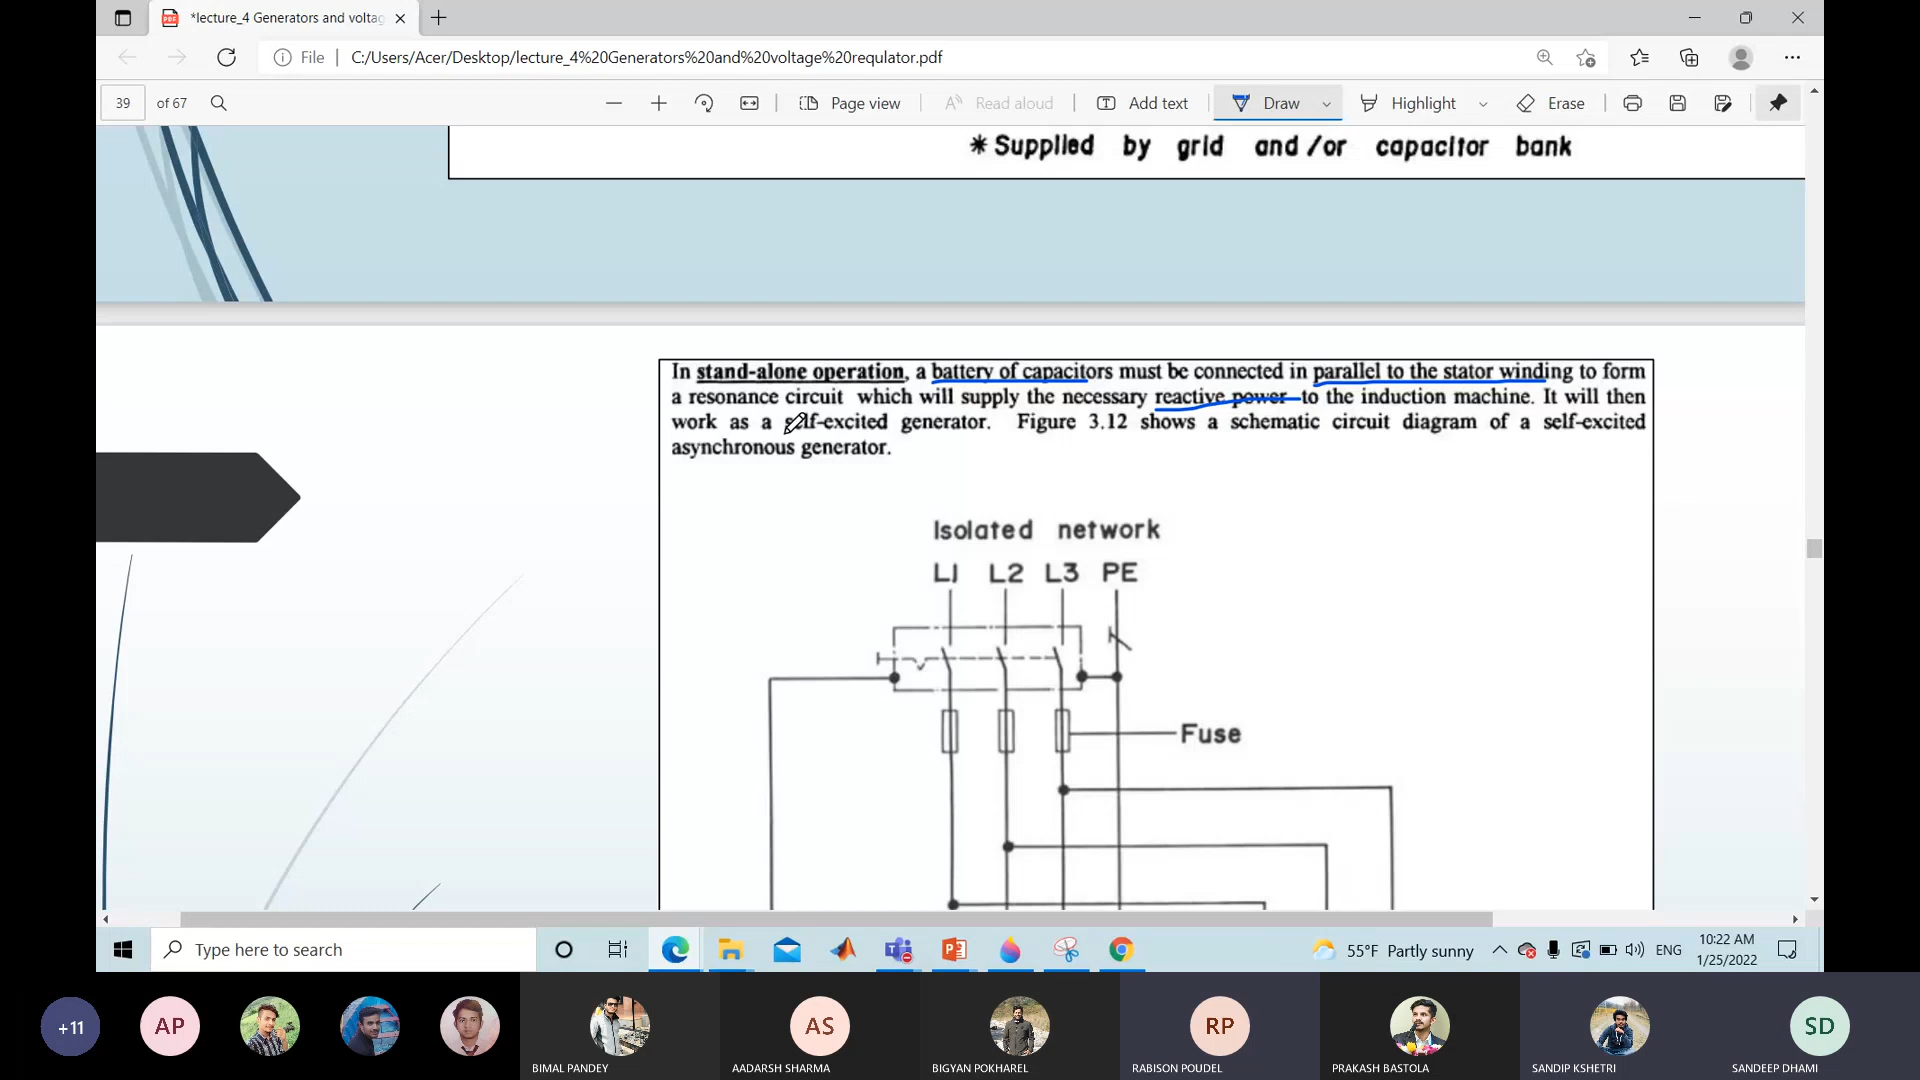 *lecture_4 Generators and volta
File
C:/Users/Acer/Desktop/lecture_4%20Generators%20and%20voltage%20requlator.pdf
39 of 67
Page view
Read aloud
Add text
Draw
Highlight
Erase
* Supplied by grid and/or capacitor bank
In stand-alone operation, a battery of capacitors must be connected in parallel to the stator winding to form
a resonance circuit which will supply the necessary reactive power to the induction machine. It will then
work as a self-excited generator. Figure 3.12 shows a schematic circuit diagram of a self-excited
asynchronous generator.
Isolated network
L1 L2 L3 PE
Fuse
Type here to search
55°F Partly sunny
ENG
10:22 AM
1/25/2022
+11
AP
AS
RP
SD
BIMAL PANDEY
AADARSH SHARMA
BIGYAN POKHAREL
RABISON POUDEL
PRAKASH BASTOLA
SANDIP KSHETRI
SANDEEP DHAMI